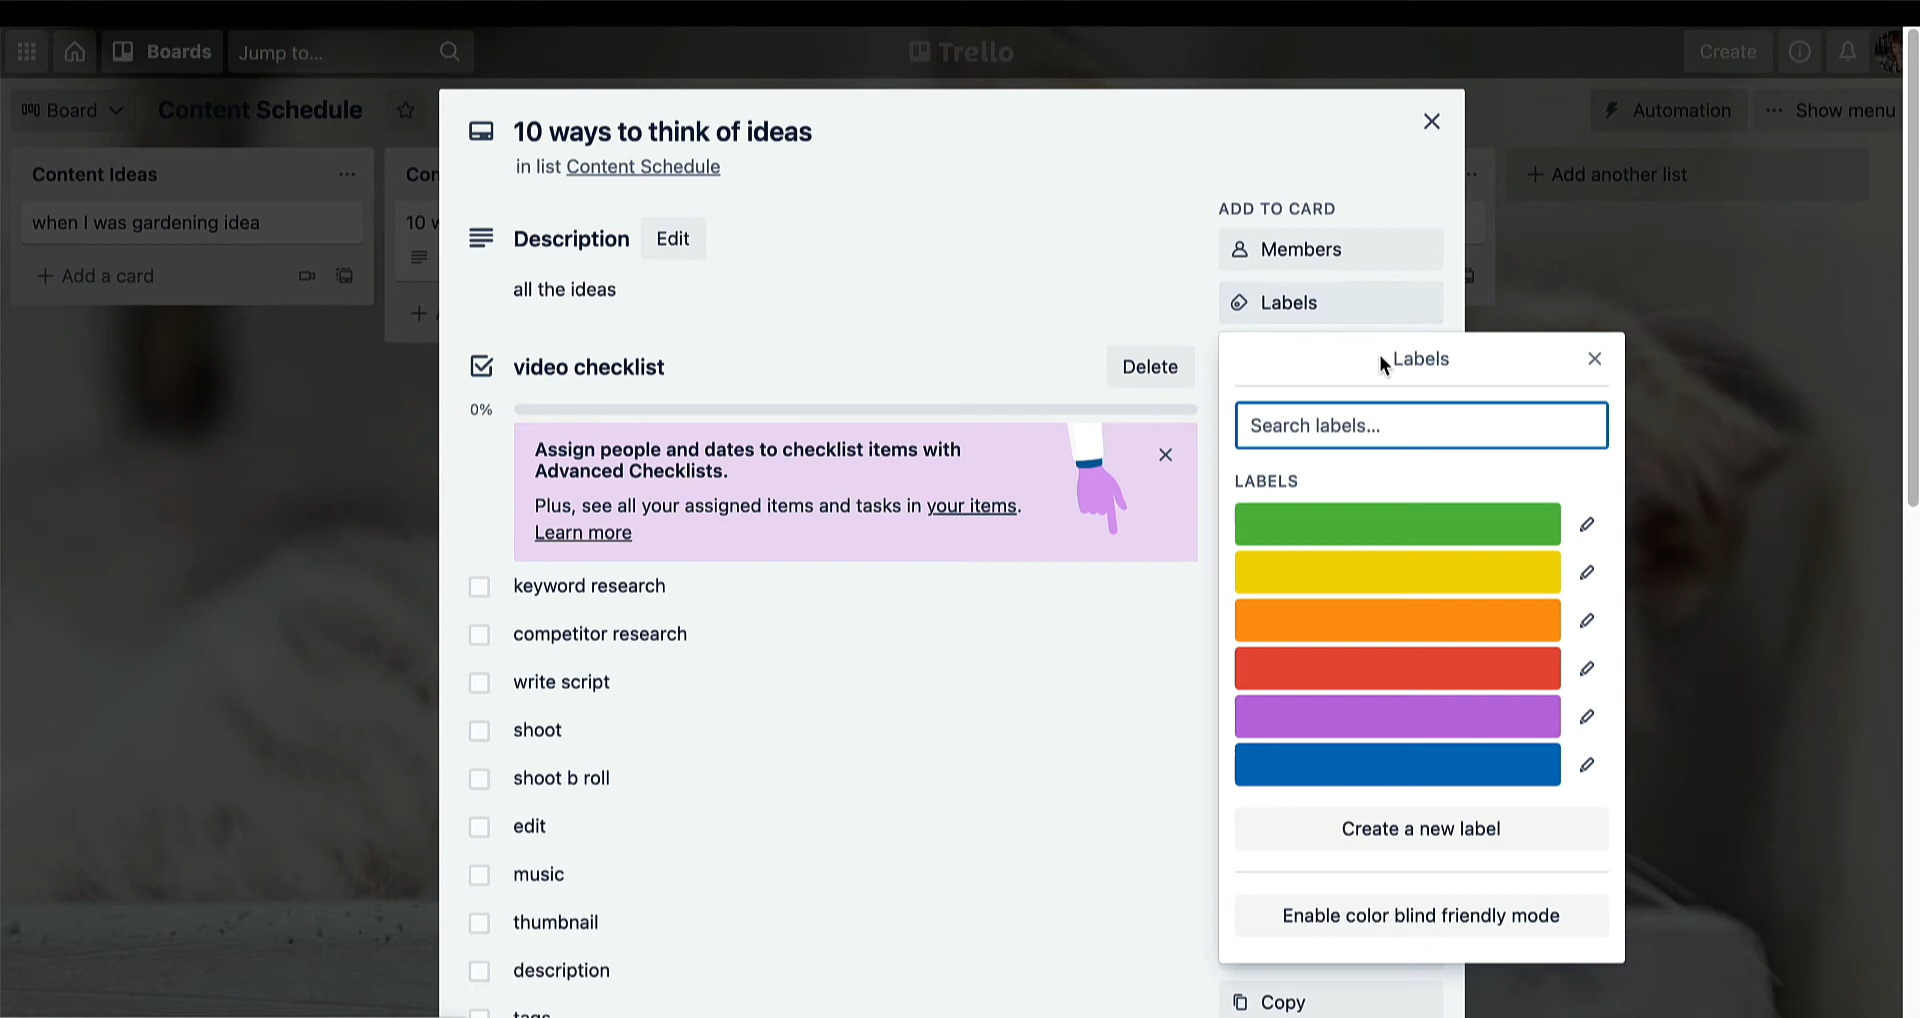 Boards
Jump to...
Trello
Create
Board
Content Schedule
Automation
Show menu
Content Ideas
when I was gardening idea
+ Add a card
Con
10 w
+ Add another list
10 ways to think of ideas
in list Content Schedule
Description
Edit
all the ideas
video checklist
Delete
0%
Assign people and dates to checklist items with
Advanced Checklists.
Plus, see all your assigned items and tasks in your items.
Learn more
keyword research
competitor research
write script
shoot
shoot b roll
edit
music
thumbnail
description
tags
ADD TO CARD
Members
Labels
Labels
Search labels...
LABELS
Create a new label
Enable color blind friendly mode
Copy